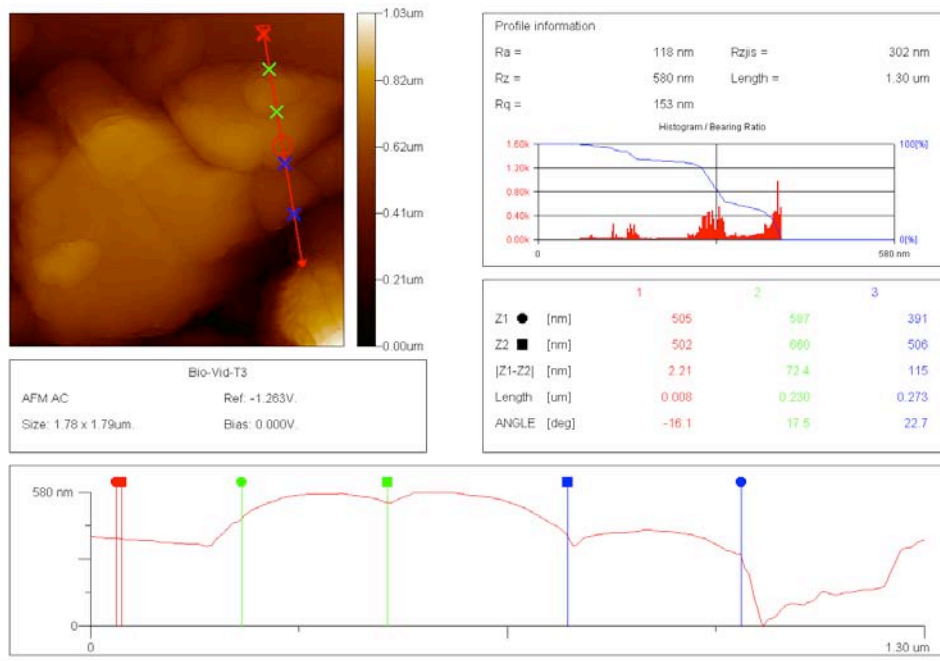 1.03um
0.82um
0.62um
0.41um
0.21um
0.00um
Bio-Vid-T3
AFM AC Ref: -1.263V.
Size: 1.78 x 1.79um. Bias: 0.000V.
Profile information
Ra = 118 nm Rzjis = 302 nm
Rz = 580 nm Length = 1.30 um
Rq = 153 nm
Histogram / Bearing Ratio
1.60k 100[%]
1.20k
0.80k
0.40k
0.00k 0[%]
0 580 nm
1 2 3
Z1 [nm] 505 587 391
Z2 [nm] 502 660 506
|Z1-Z2| [nm] 2.21 72.4 115
Length [um] 0.008 0.230 0.273
ANGLE [deg] -16.1 17.5 22.7
580 nm
0
0 1.30 um